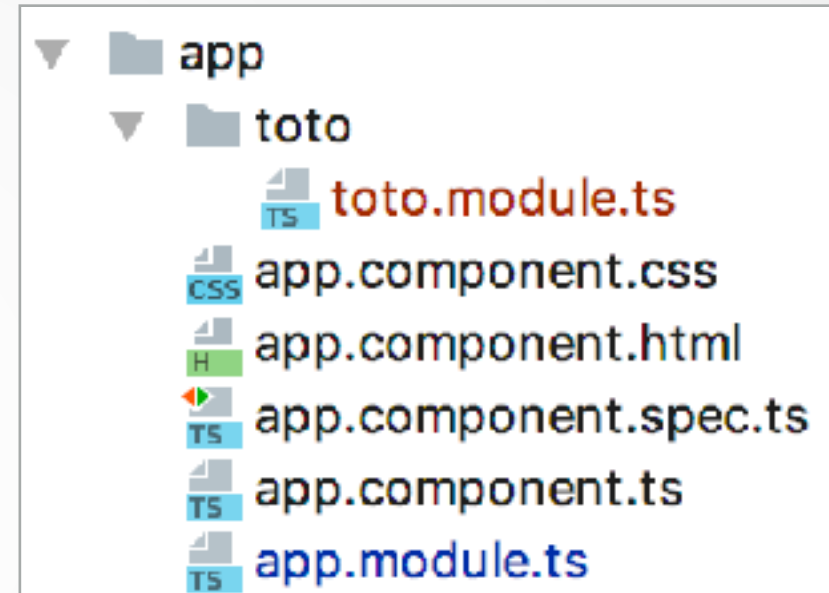 app
toto
TS toto.module.ts
CSS app.component.css
H app.component.html
TS app.component.spec.ts
TS app.component.ts
TS app.module.ts